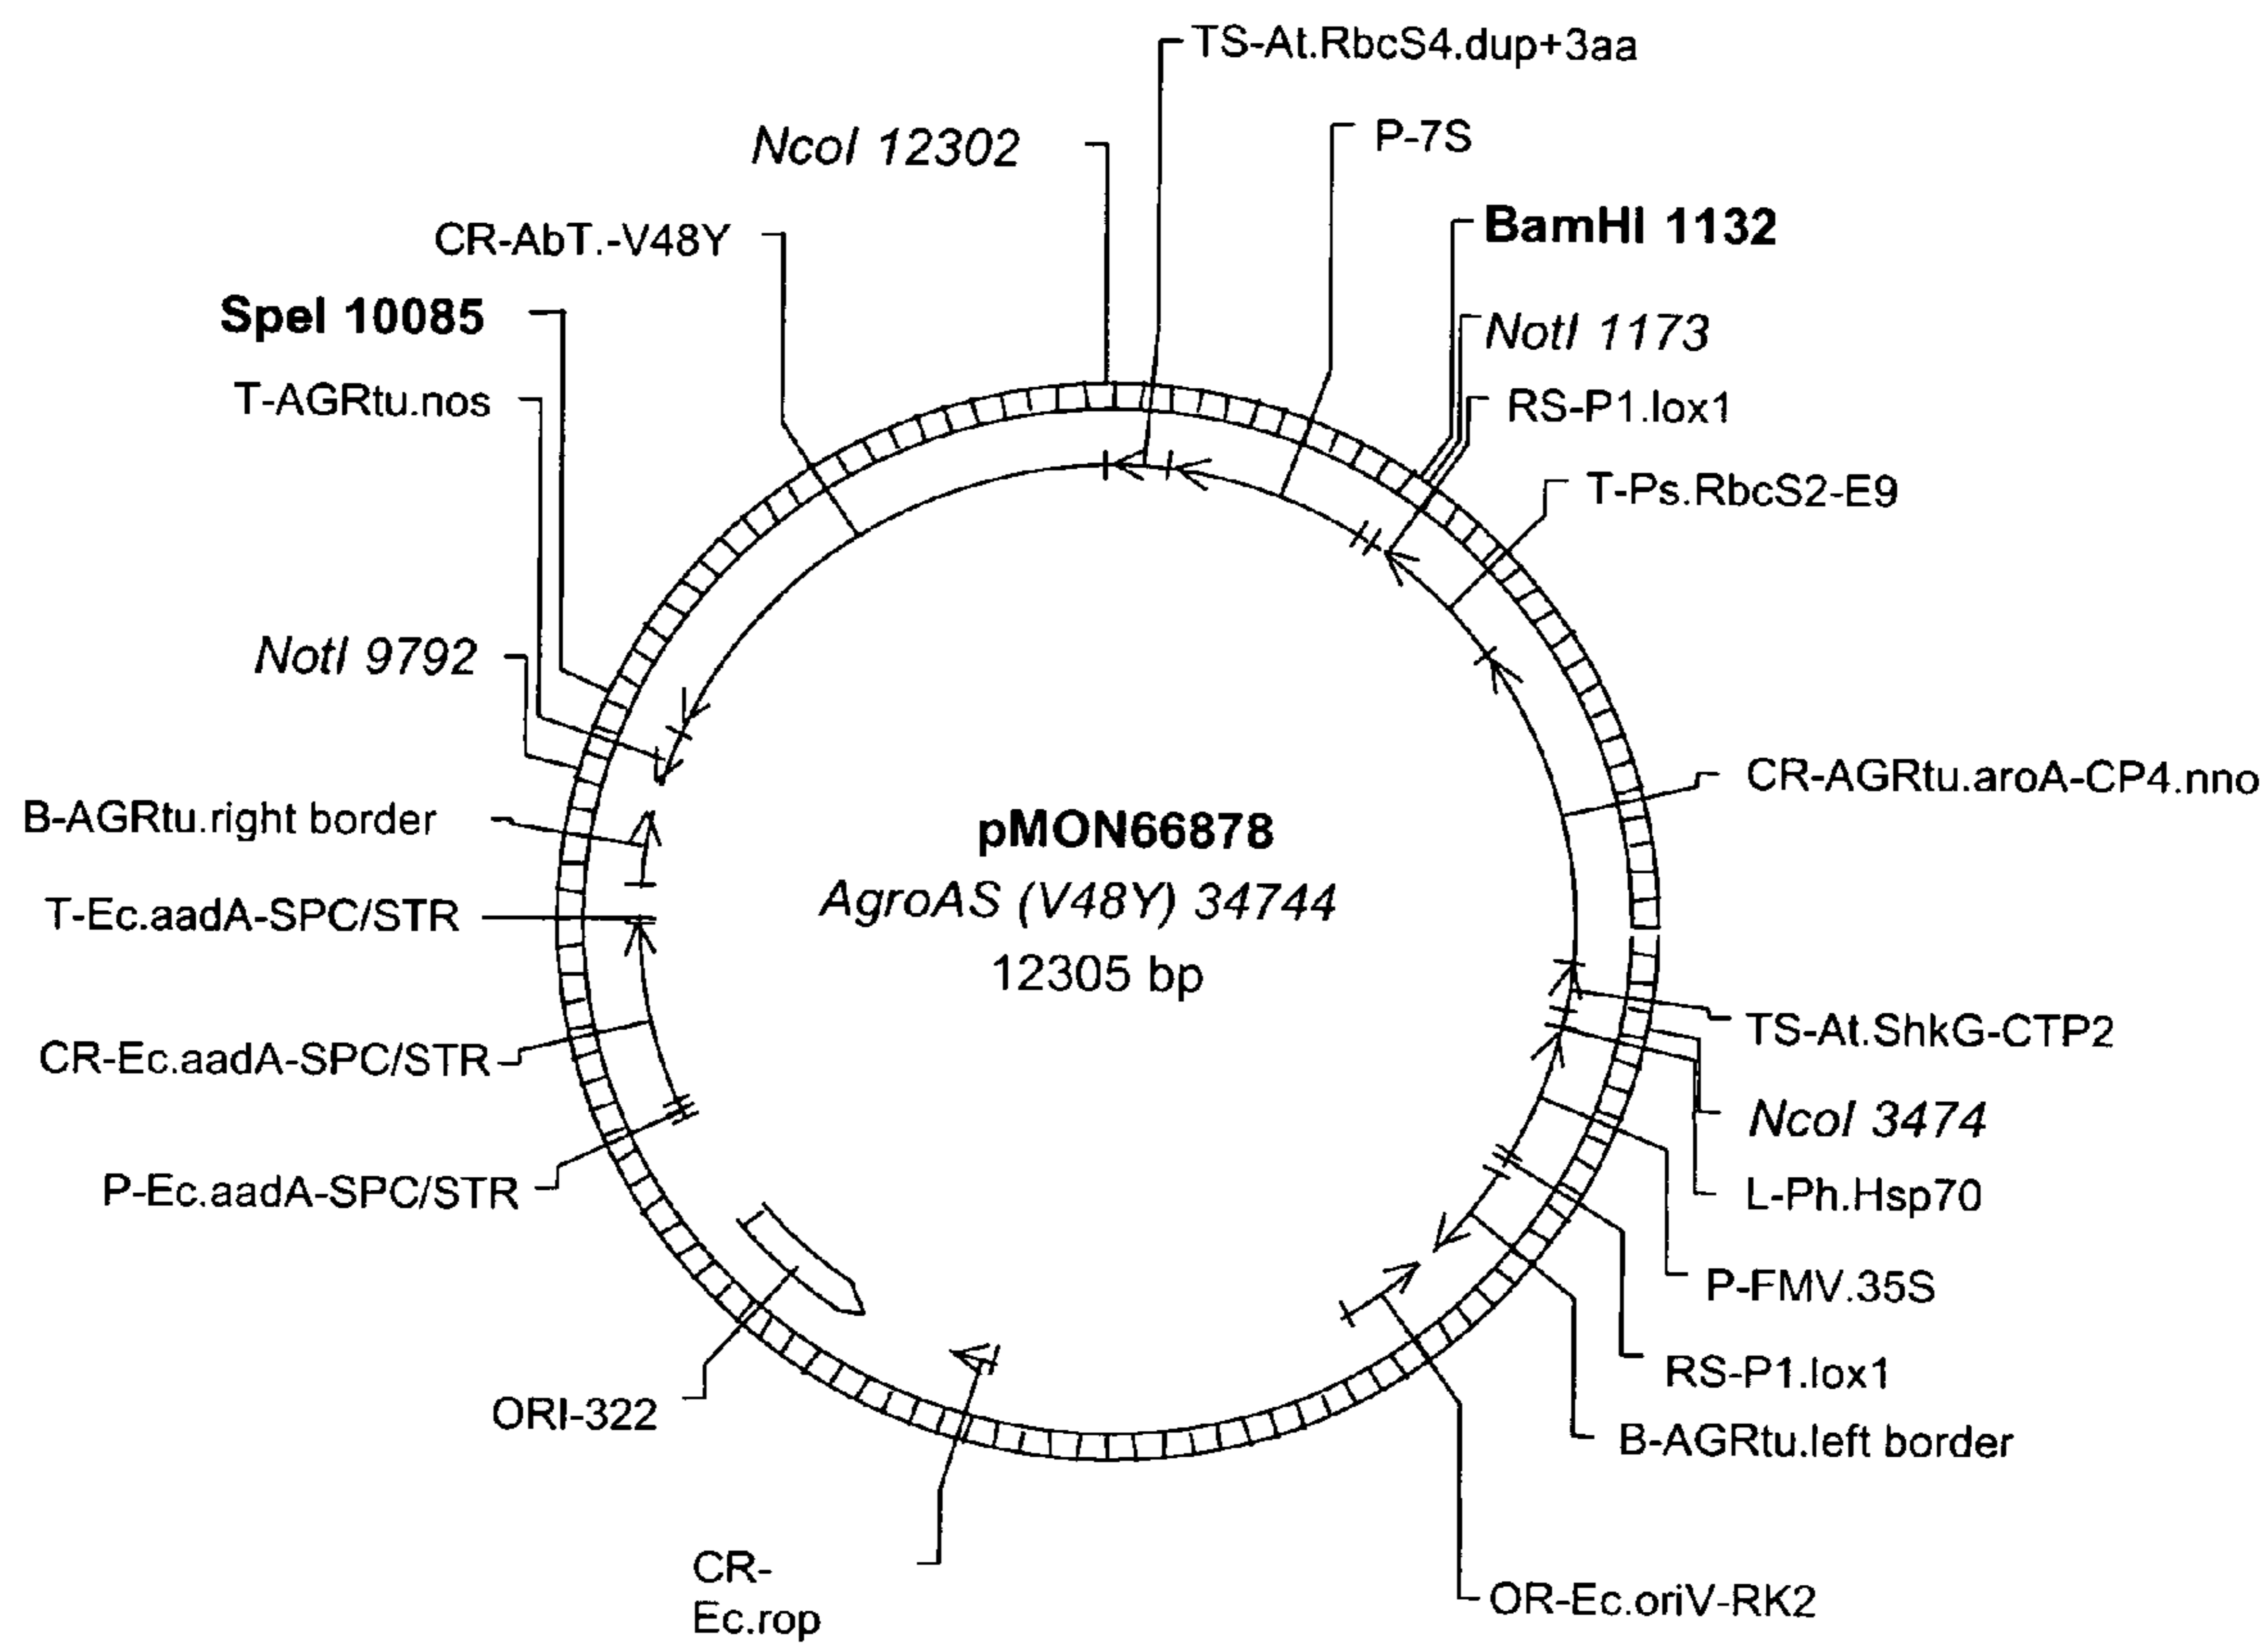 TS-At.RbcS4.dup+3aa
NcoI 12302
P-7S
CR-AbT.-V48Y
BamHI 1132
SpeI 10085
NotI 1173
T-AGRtu.nos
RS-P1.lox1
T-Ps.RbcS2-E9
NotI 9792
CR-AGRtu.aroA-CP4.nno
B-AGRtu.right border
pMON66878
AgroAS (V48Y) 34744
12305 bp
T-Ec.aadA-SPC/STR
TS-At.ShkG-CTP2
CR-Ec.aadA-SPC/STR
NcoI 3474
P-Ec.aadA-SPC/STR
L-Ph.Hsp70
P-FMV.35S
RS-P1.lox1
ORI-322
B-AGRtu.left border
CR-
Ec.rop
OR-Ec.oriV-RK2